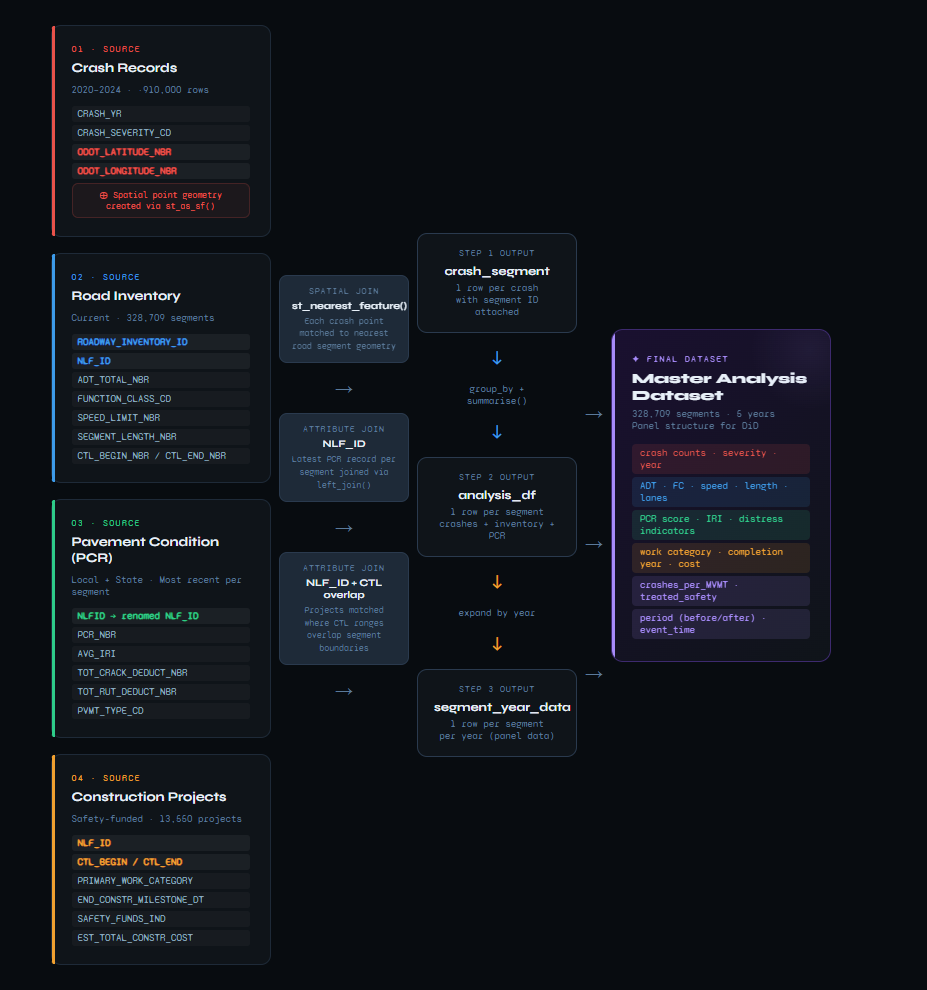 01 · SOURCE
Crash Records
2020–2024 · ~910,000 rows
CRASH_YR
CRASH_SEVERITY_CD
ODOT_LATITUDE_NBR
ODOT_LONGITUDE_NBR
⊕ Spatial point geometry
created via st_as_sf()
02 · SOURCE
Road Inventory
Current · 328,709 segments
ROADWAY_INVENTORY_ID
NLF_ID
ADT_TOTAL_NBR
FUNCTION_CLASS_CD
SPEED_LIMIT_NBR
SEGMENT_LENGTH_NBR
CTL_BEGIN_NBR / CTL_END_NBR
03 · SOURCE
Pavement Condition
(PCR)
Local + State · Most recent per
segment
NLFID → renamed NLF_ID
PCR_NBR
AVG_IRI
TOT_CRACK_DEDUCT_NBR
TOT_RUT_DEDUCT_NBR
PVMT_TYPE_CD
04 · SOURCE
Construction Projects
Safety-funded · 13,550 projects
NLF_ID
CTL_BEGIN / CTL_END
PRIMARY_WORK_CATEGORY
END_CONSTR_MILESTONE_DT
SAFETY_FUNDS_IND
EST_TOTAL_CONSTR_COST
SPATIAL JOIN
st_nearest_feature()
Each crash point
matched to nearest
road segment geometry
→
ATTRIBUTE JOIN
NLF_ID
Latest PCR record per
segment joined via
left_join()
→
ATTRIBUTE JOIN
NLF_ID + CTL
overlap
Projects matched
where CTL ranges
overlap segment
boundaries
→
STEP 1 OUTPUT
crash_segment
1 row per crash
with segment ID
attached
↓
group_by +
summarise()
↓
STEP 2 OUTPUT
analysis_df
1 row per segment
crashes + inventory +
PCR
↓
expand by year
↓
STEP 3 OUTPUT
segment_year_data
1 row per segment
per year (panel data)
→
→
→
✦ FINAL DATASET
Master Analysis
Dataset
328,709 segments · 5 years
Panel structure for DiD
crash counts · severity ·
year
ADT · FC · speed · length ·
lanes
PCR score · IRI · distress
indicators
work category · completion
year · cost
crashes_per_MVMT ·
treated_safety
period (before/after) ·
event_time